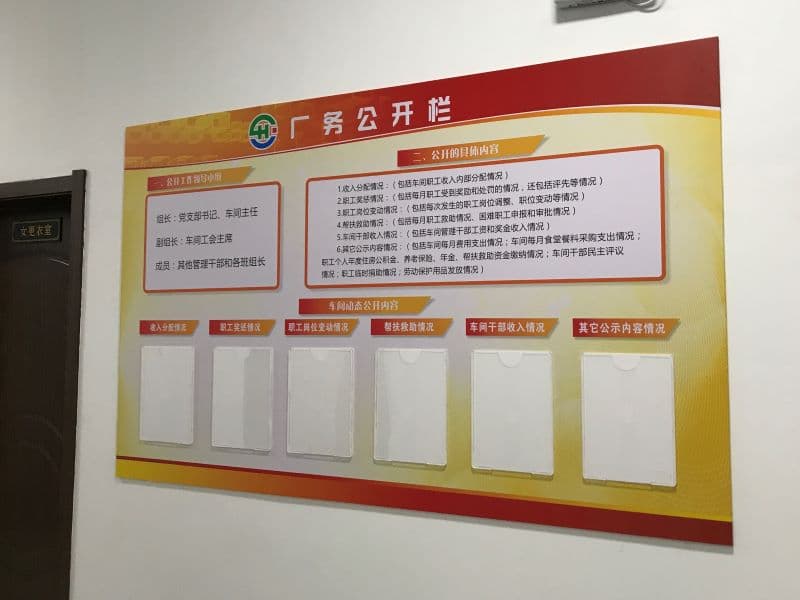 厂务公开栏
一、公开工作领导小组
组长：党支部书记、车间主任
副组长：车间工会主席
成员：其他管理干部和各班组长
二、公开的具体内容
1.收入分配情况：（包括车间职工收入内部分配情况）
2.职工奖惩情况：（包括每月职工受到奖励和处罚的情况，还包括评先等情况）
3.职工岗位变动情况：（包括每次发生的职工岗位调整、职位变动等情况）
4.帮扶救助情况：（包括每月职工救助情况、困难职工申报和审批情况）
5.车间干部收入情况：（包括车间管理干部工资和奖金收入情况）
6.其它公示内容情况：（包括车间每月费用支出情况；车间每月食堂餐料采购支出情况；
职工个人年度住房公积金、养老保险、年金、帮扶救助资金缴纳情况；车间干部民主评议
情况；职工临时捐助情况；劳动保护用品发放情况）
车间动态公开内容
收入分配情况
职工奖惩情况
职工岗位变动情况
帮扶救助情况
车间干部收入情况
其它公示内容情况
女更衣室